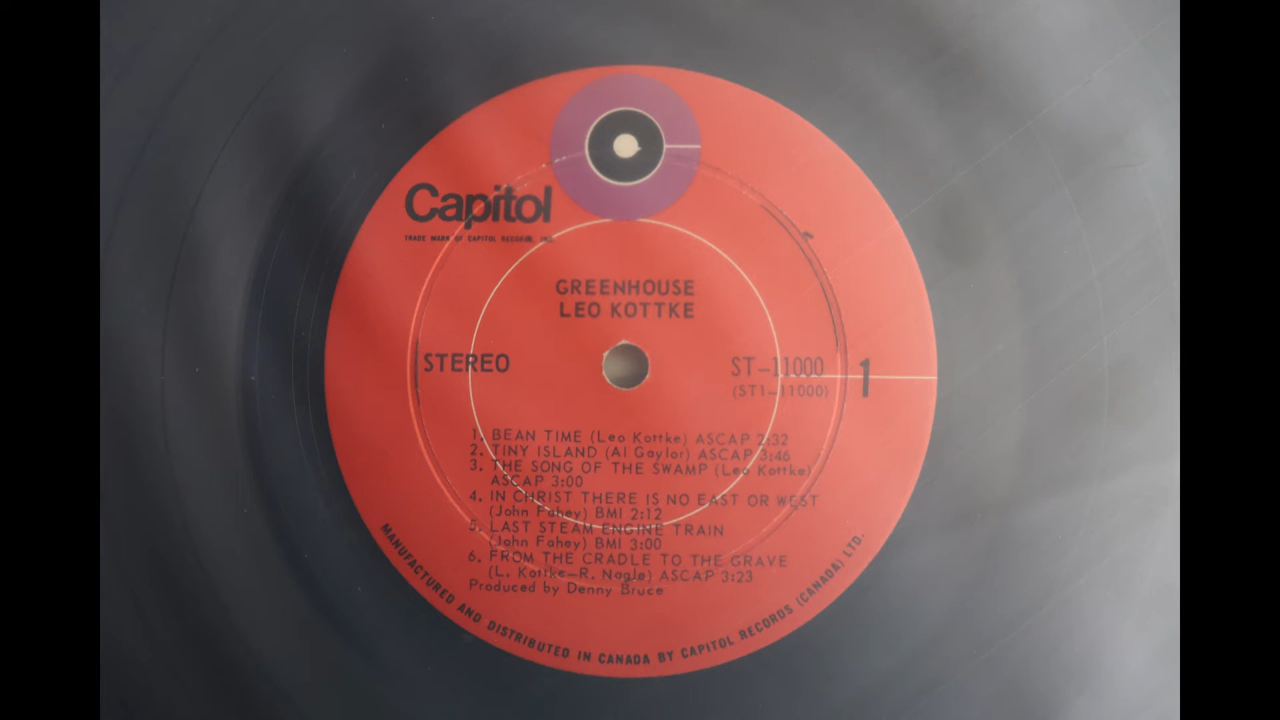 Capitol
TRADE MARK OF CAPITOL RECORDS, INC.
GREENHOUSE
LEO KOTTKE
STEREO
ST-11000
(ST1-11000)
1
1. BEAN TIME (Leo Kottke) ASCAP 2:32
2. TINY ISLAND (Al Gaylor) ASCAP 3:46
3. THE SONG OF THE SWAMP (Leo Kottke)
ASCAP 3:00
4. IN CHRIST THERE IS NO EAST OR WEST
(John Fahey) BMI 2:12
5. LAST STEAM ENGINE TRAIN
(John Fahey) BMI 3:00
6. FROM THE CRADLE TO THE GRAVE
(L. Kottke-R. Nagle) ASCAP 3:23
Produced by Denny Bruce
MANUFACTURED AND DISTRIBUTED IN CANADA BY CAPITOL RECORDS (CANADA) LTD.